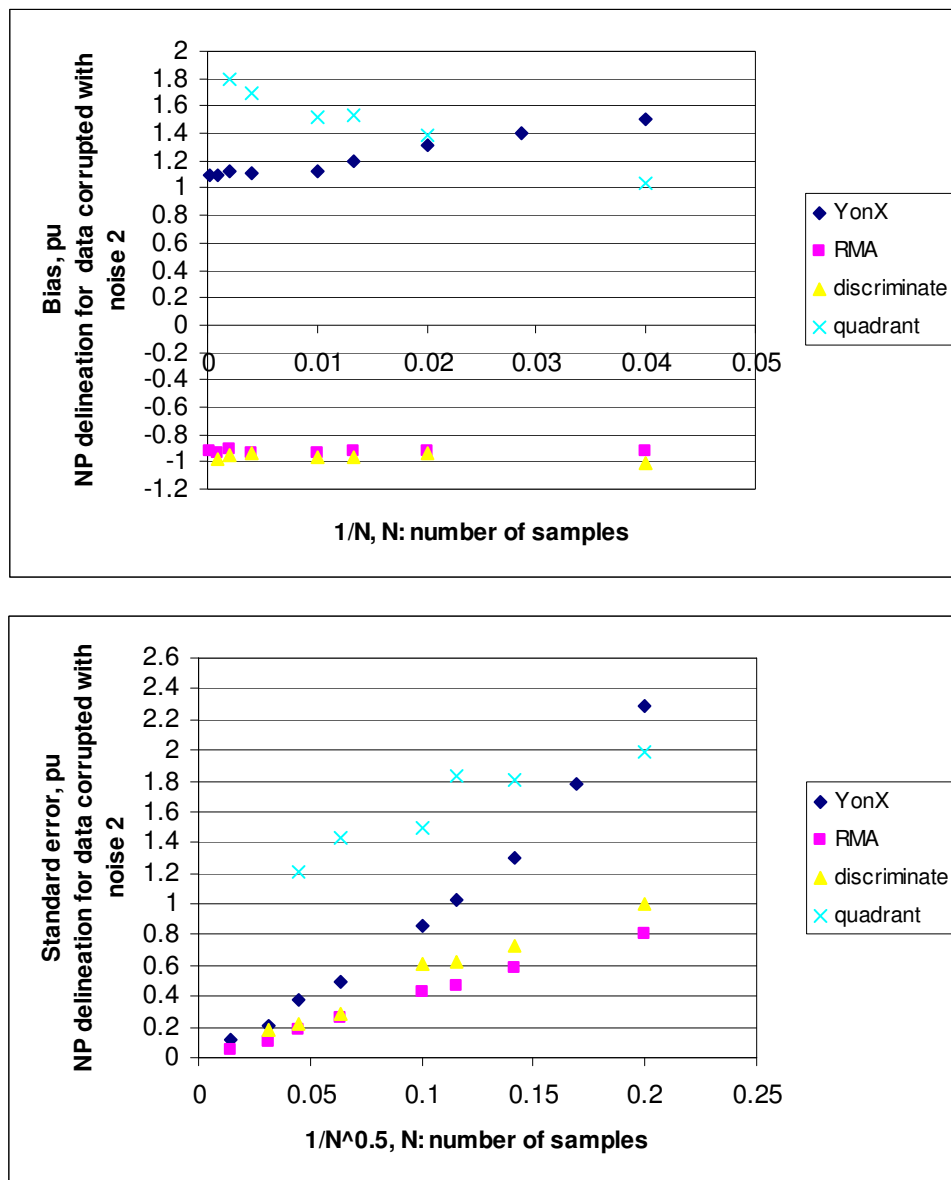 Bias, pu
NP delineation for data corrupted with
noise 2
2
1.8
1.6
1.4
1.2
1
0.8
0.6
0.4
0.2
0
-0.2
-0.4
-0.6
-0.8
-1
-1.2
0
0.01
0.02
0.03
0.04
0.05
1/N, N: number of samples
YonX
RMA
discriminate
quadrant
Standard error, pu
NP delineation for data corrupted with
noise 2
2.6
2.4
2.2
2
1.8
1.6
1.4
1.2
1
0.8
0.6
0.4
0.2
0
0
0.05
0.1
0.15
0.2
0.25
1/N^0.5, N: number of samples
YonX
RMA
discriminate
quadrant